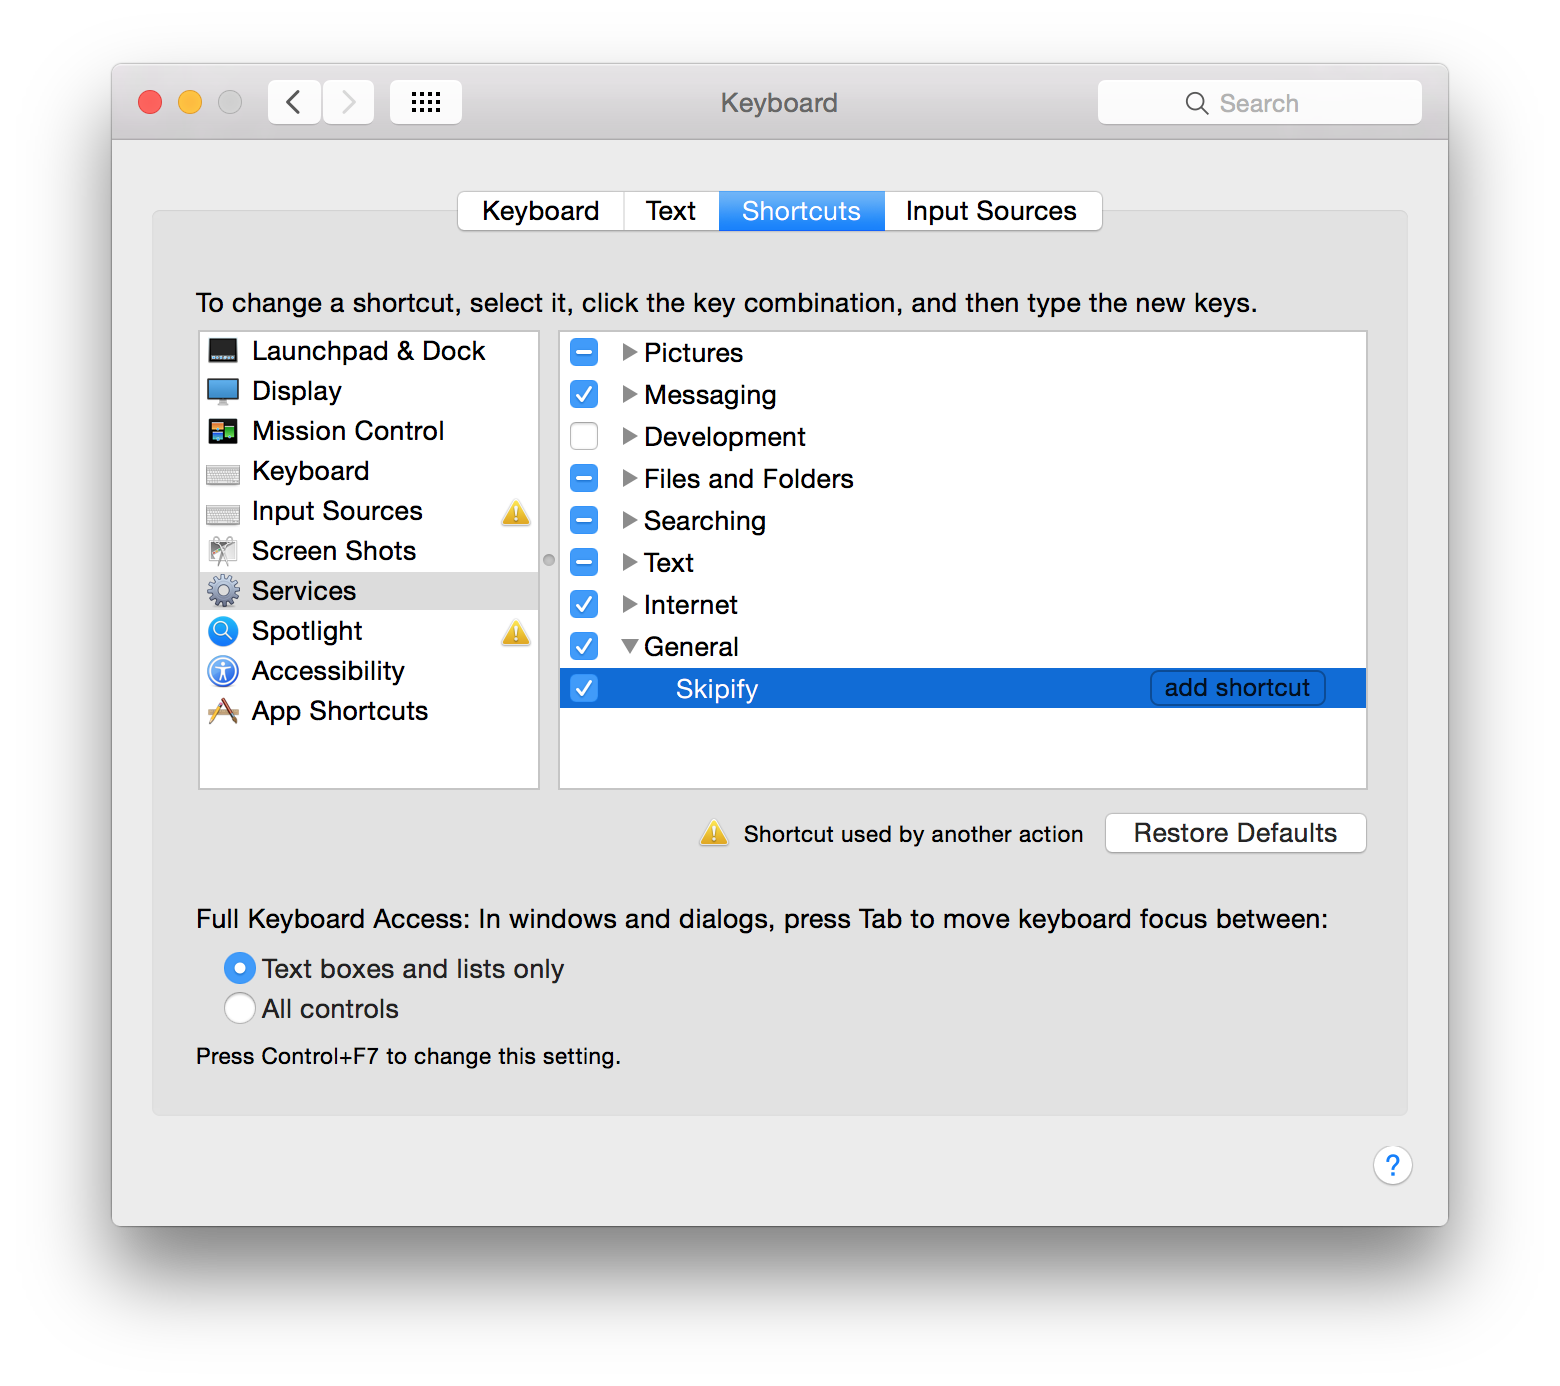 Keyboard
Search
Keyboard
Text
Shortcuts
Input Sources
To change a shortcut, select it, click the key combination, and then type the new keys.
Launchpad & Dock
Display
Mission Control
Keyboard
Input Sources
Screen Shots
Services
Spotlight
Accessibility
App Shortcuts
Pictures
Messaging
Development
Files and Folders
Searching
Text
Internet
General
Skipify
add shortcut
Shortcut used by another action
Restore Defaults
Full Keyboard Access: In windows and dialogs, press Tab to move keyboard focus between:
Text boxes and lists only
All controls
Press Control+F7 to change this setting.
?